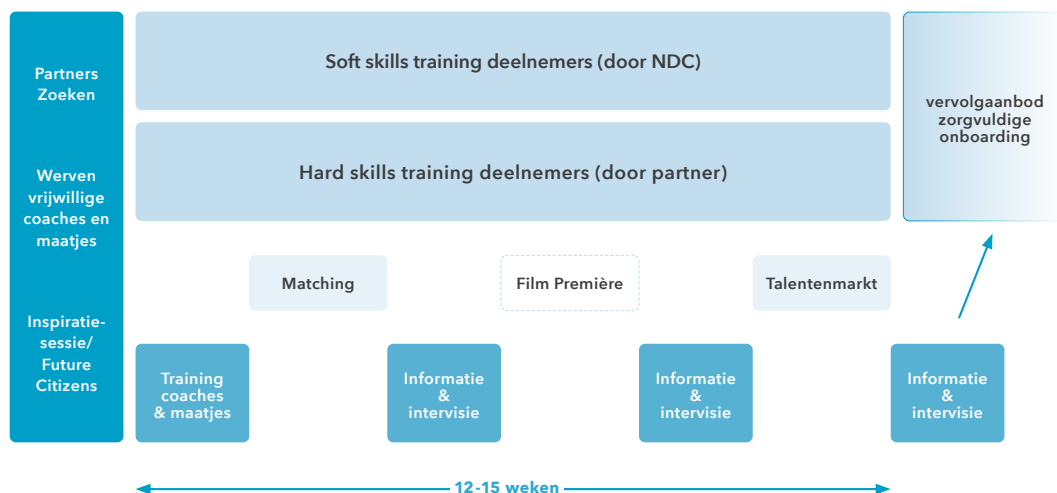 Partners
Zoeken
Werven
vrijwillige
coaches en
maatjes
Inspiratie-
sessie/
Future
Citizens
Soft skills training deelnemers (door NDC)
Hard skills training deelnemers (door partner)
vervolgaanbod
zorgvuldige
onboarding
Matching
Film Première
Talentenmarkt
Training
coaches
& maatjes
Informatie
&
intervisie
Informatie
&
intervisie
Informatie
&
intervisie
12-15 weken